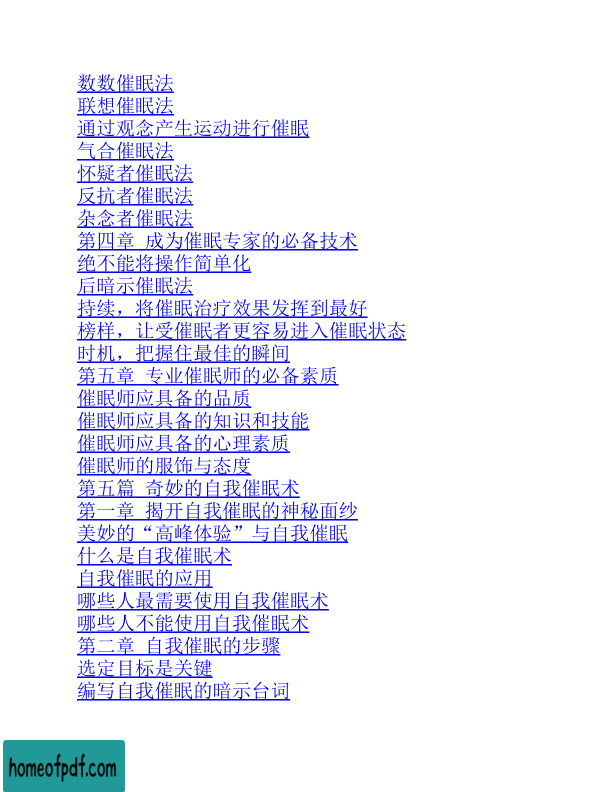 数数催眠法
联想催眠法
通过观念产生运动进行催眠
气合催眠法
怀疑者催眠法
反抗者催眠法
杂念者催眠法
第四章 成为催眠专家的必备技术
绝不能将操作简单化
后暗示催眠法
持续，将催眠治疗效果发挥到最好
榜样，让受催眠者更容易进入催眠状态
时机，把握住最佳的瞬间
第五章 专业催眠师的必备素质
催眠师应具备的品质
催眠师应具备的知识和技能
催眠师应具备的心理素质
催眠师的服饰与态度
第五篇 奇妙的自我催眠术
第一章 揭开自我催眠的神秘面纱
美妙的“高峰体验”与自我催眠
什么是自我催眠术
自我催眠的应用
哪些人最需要使用自我催眠术
哪些人不能使用自我催眠术
第二章 自我催眠的步骤
选定目标是关键
编写自我催眠的暗示台词
homeofpdf.com